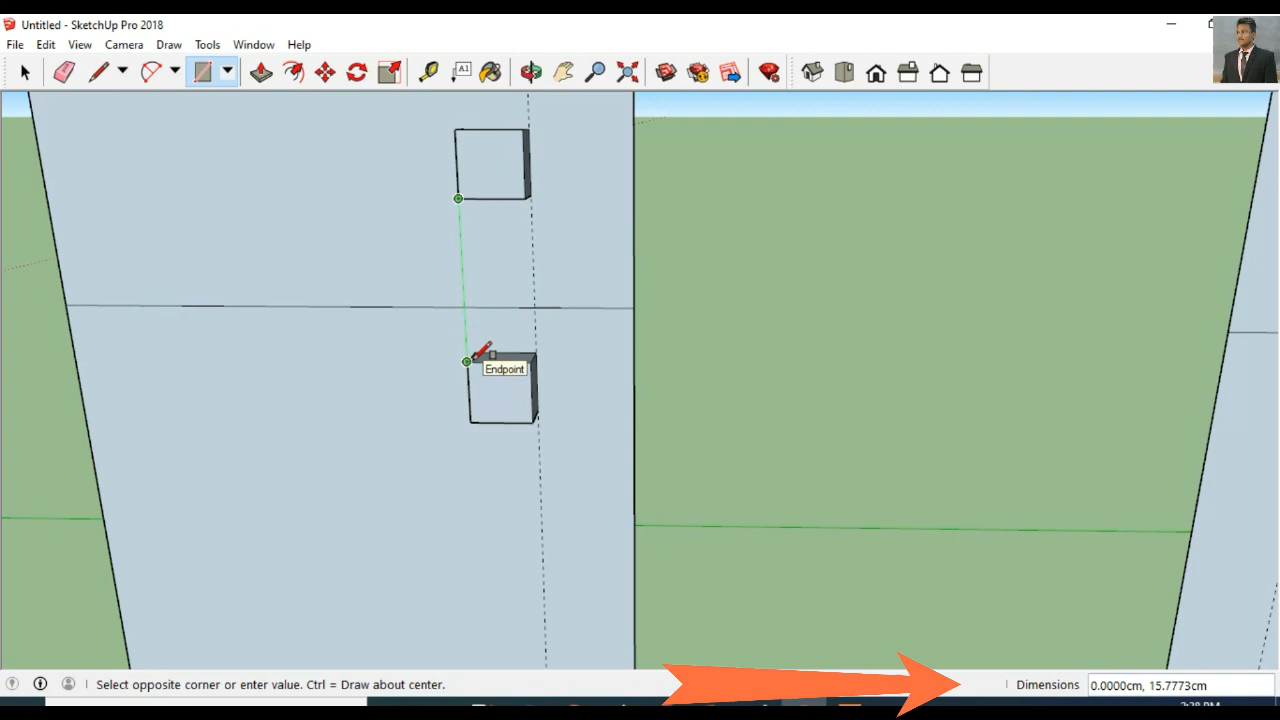 Untitled - SketchUp Pro 2018
File Edit View Camera Draw Tools Window Help
A1
Endpoint
Select opposite corner or enter value. Ctrl = Draw about center.
Dimensions 0.0000cm, 15.7773cm